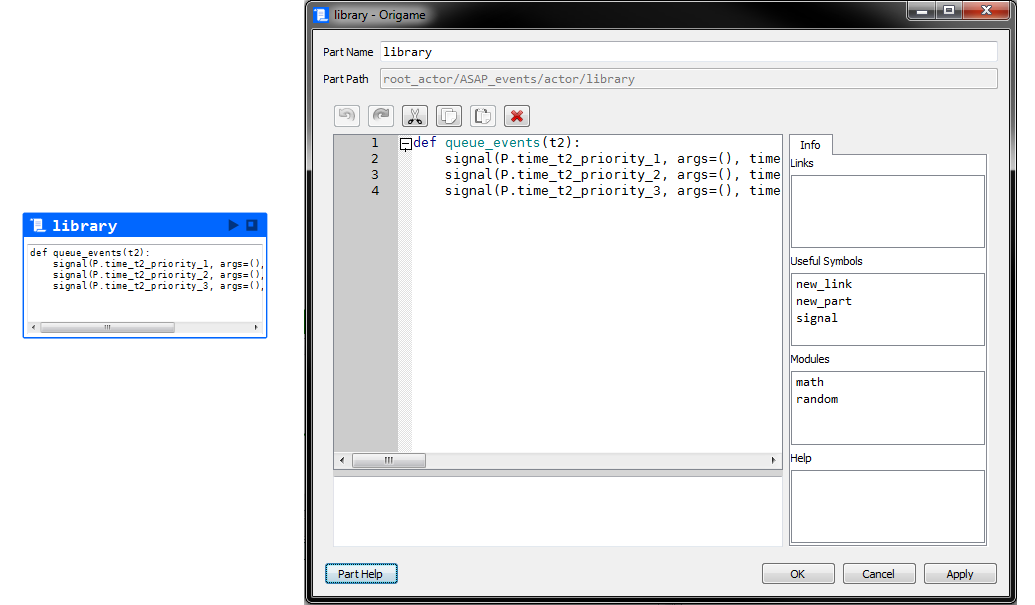 library
def queue_events(t2):
signal(P.time_t2_priority_1, args=(),
signal(P.time_t2_priority_2, args=(),
signal(P.time_t2_priority_3, args=(),
library - Origame
Part Name library
Part Path root_actor/ASAP_events/actor/library
1 def queue_events(t2):
2 signal(P.time_t2_priority_1, args=(), time
3 signal(P.time_t2_priority_2, args=(), time
4 signal(P.time_t2_priority_3, args=(), time
Info
Links
Useful Symbols
new_link
new_part
signal
Modules
math
random
Help
Part Help OK Cancel Apply